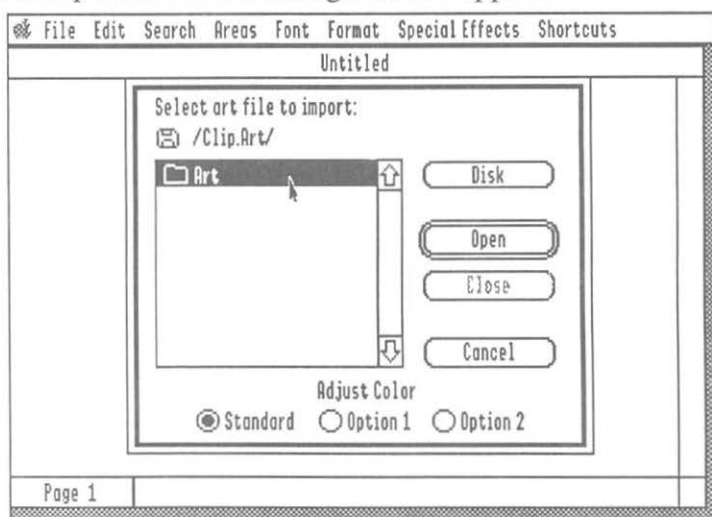 File Edit Search Areas Font Format Special Effects Shortcuts
Untitled
Select art file to import:
/Clip.Art/
Art
Disk
Open
Close
Cancel
Adjust Color
Standard Option 1 Option 2
Page 1